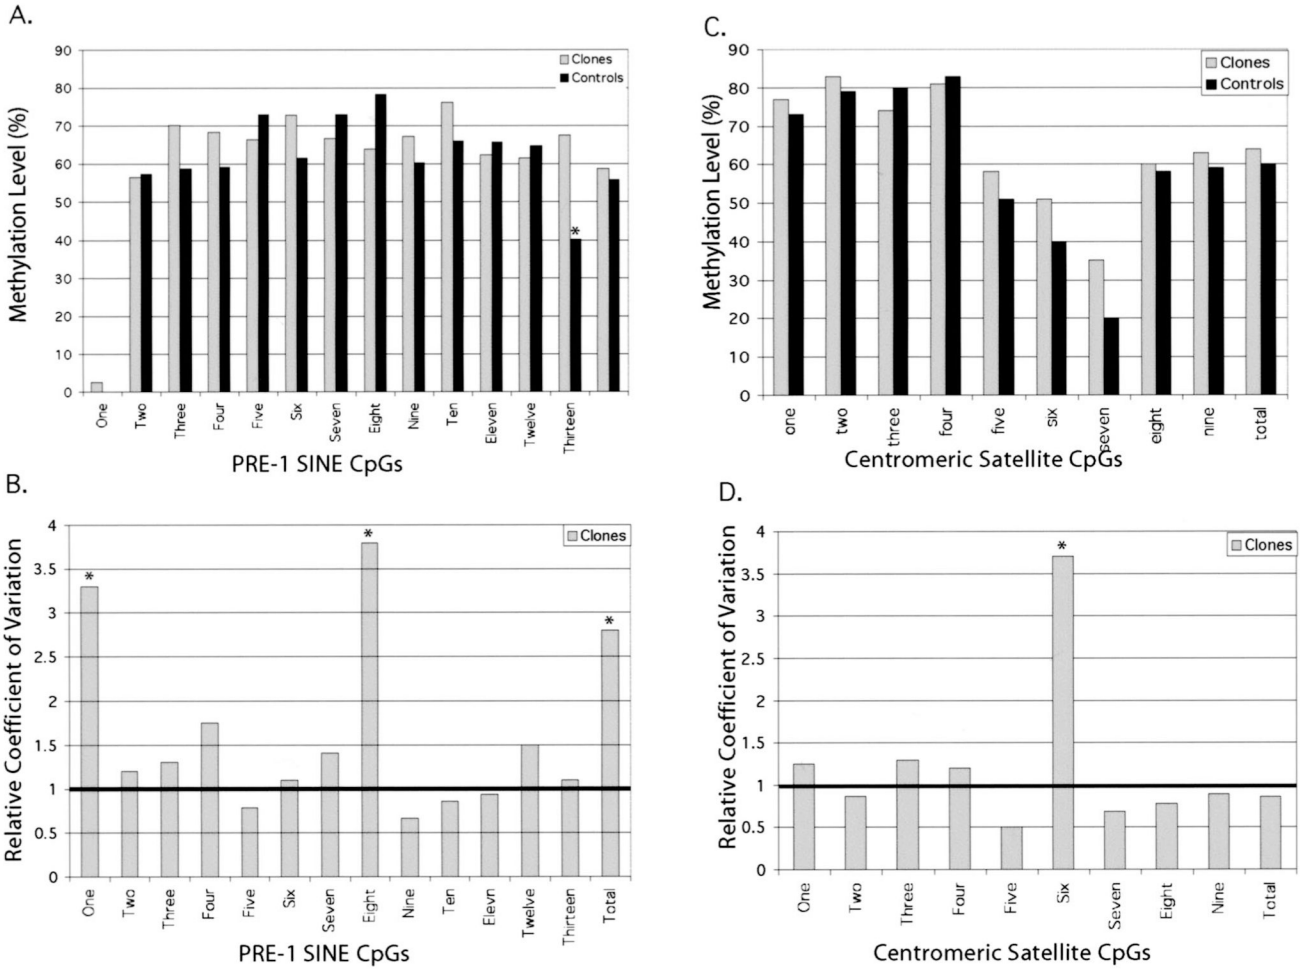 A.
Methylation Level (%)
90
80
70
60
50
40
30
20
10
0
Clones
Controls
*
One
Two
Three
Four
Five
Six
Seven
Eight
Nine
Ten
Eleven
Twelve
Thirteen
PRE-1 SINE CpGs
C.
Methylation Level (%)
90
80
70
60
50
40
30
20
10
0
Clones
Controls
one
two
three
four
five
six
seven
eight
nine
total
Centromeric Satellite CpGs
B.
Relative Coefficient of Variation
4
3.5
3
2.5
2
1.5
1
0.5
0
Clones
*
*
*
One
Two
Three
Four
Five
Six
Seven
Eight
Nine
Ten
Elevn
Twelve
Thirteen
Total
PRE-1 SINE CpGs
D.
Relative Coefficient of Variation
4
3.5
3
2.5
2
1.5
1
0.5
0
Clones
*
One
Two
Three
Four
Five
Six
Seven
Eight
Nine
Total
Centromeric Satellite CpGs